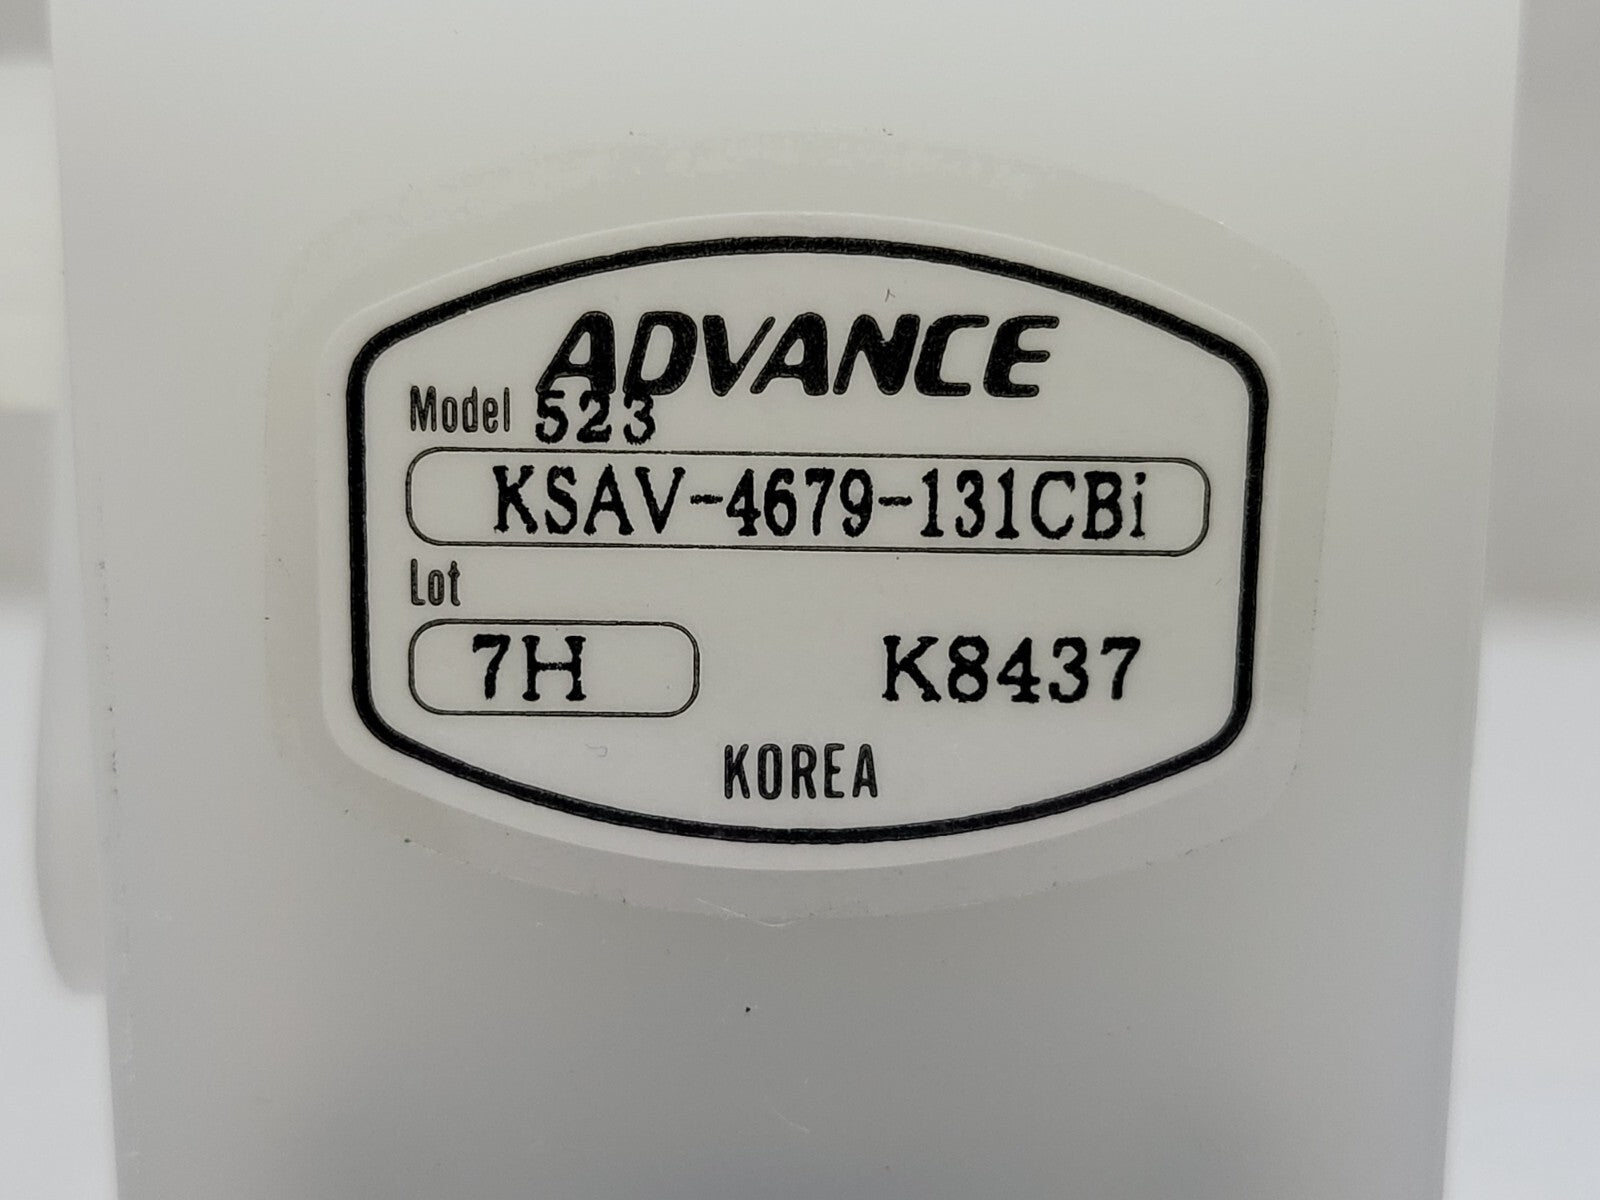 ADVANCE
Model 523
KSAV-4679-131CBi
Lot
7H K8437
KOREA